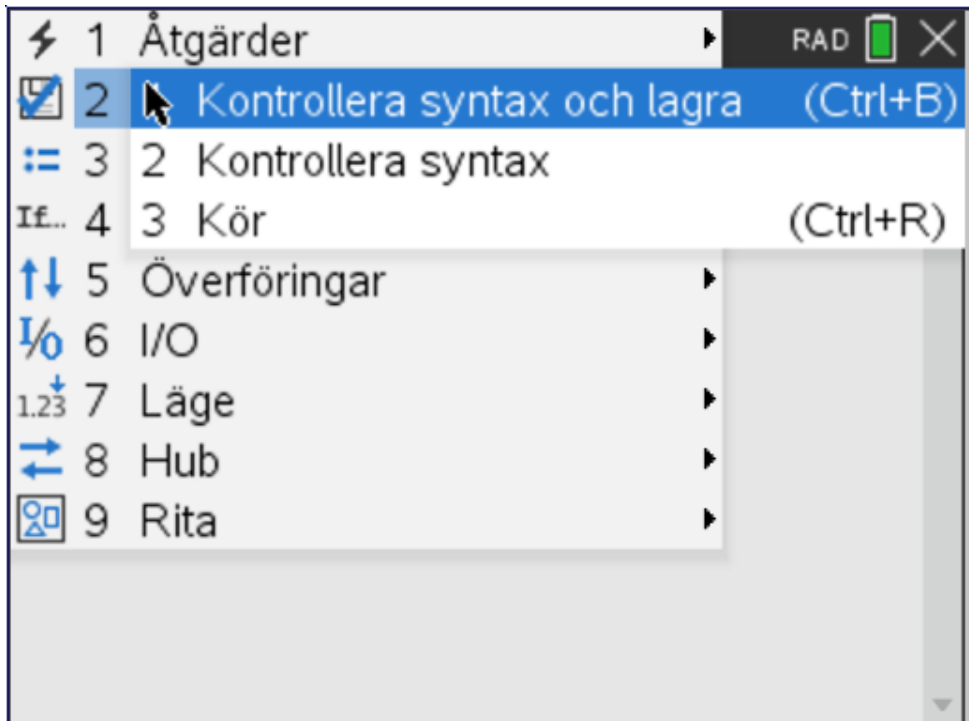 1 Åtgärder RAD
2 Kontrollera syntax och lagra (Ctrl+B)
3 2 Kontrollera syntax
If... 4 3 Kör (Ctrl+R)
5 Överföringar
I/O 6 I/O
1.23 7 Läge
8 Hub
9 Rita